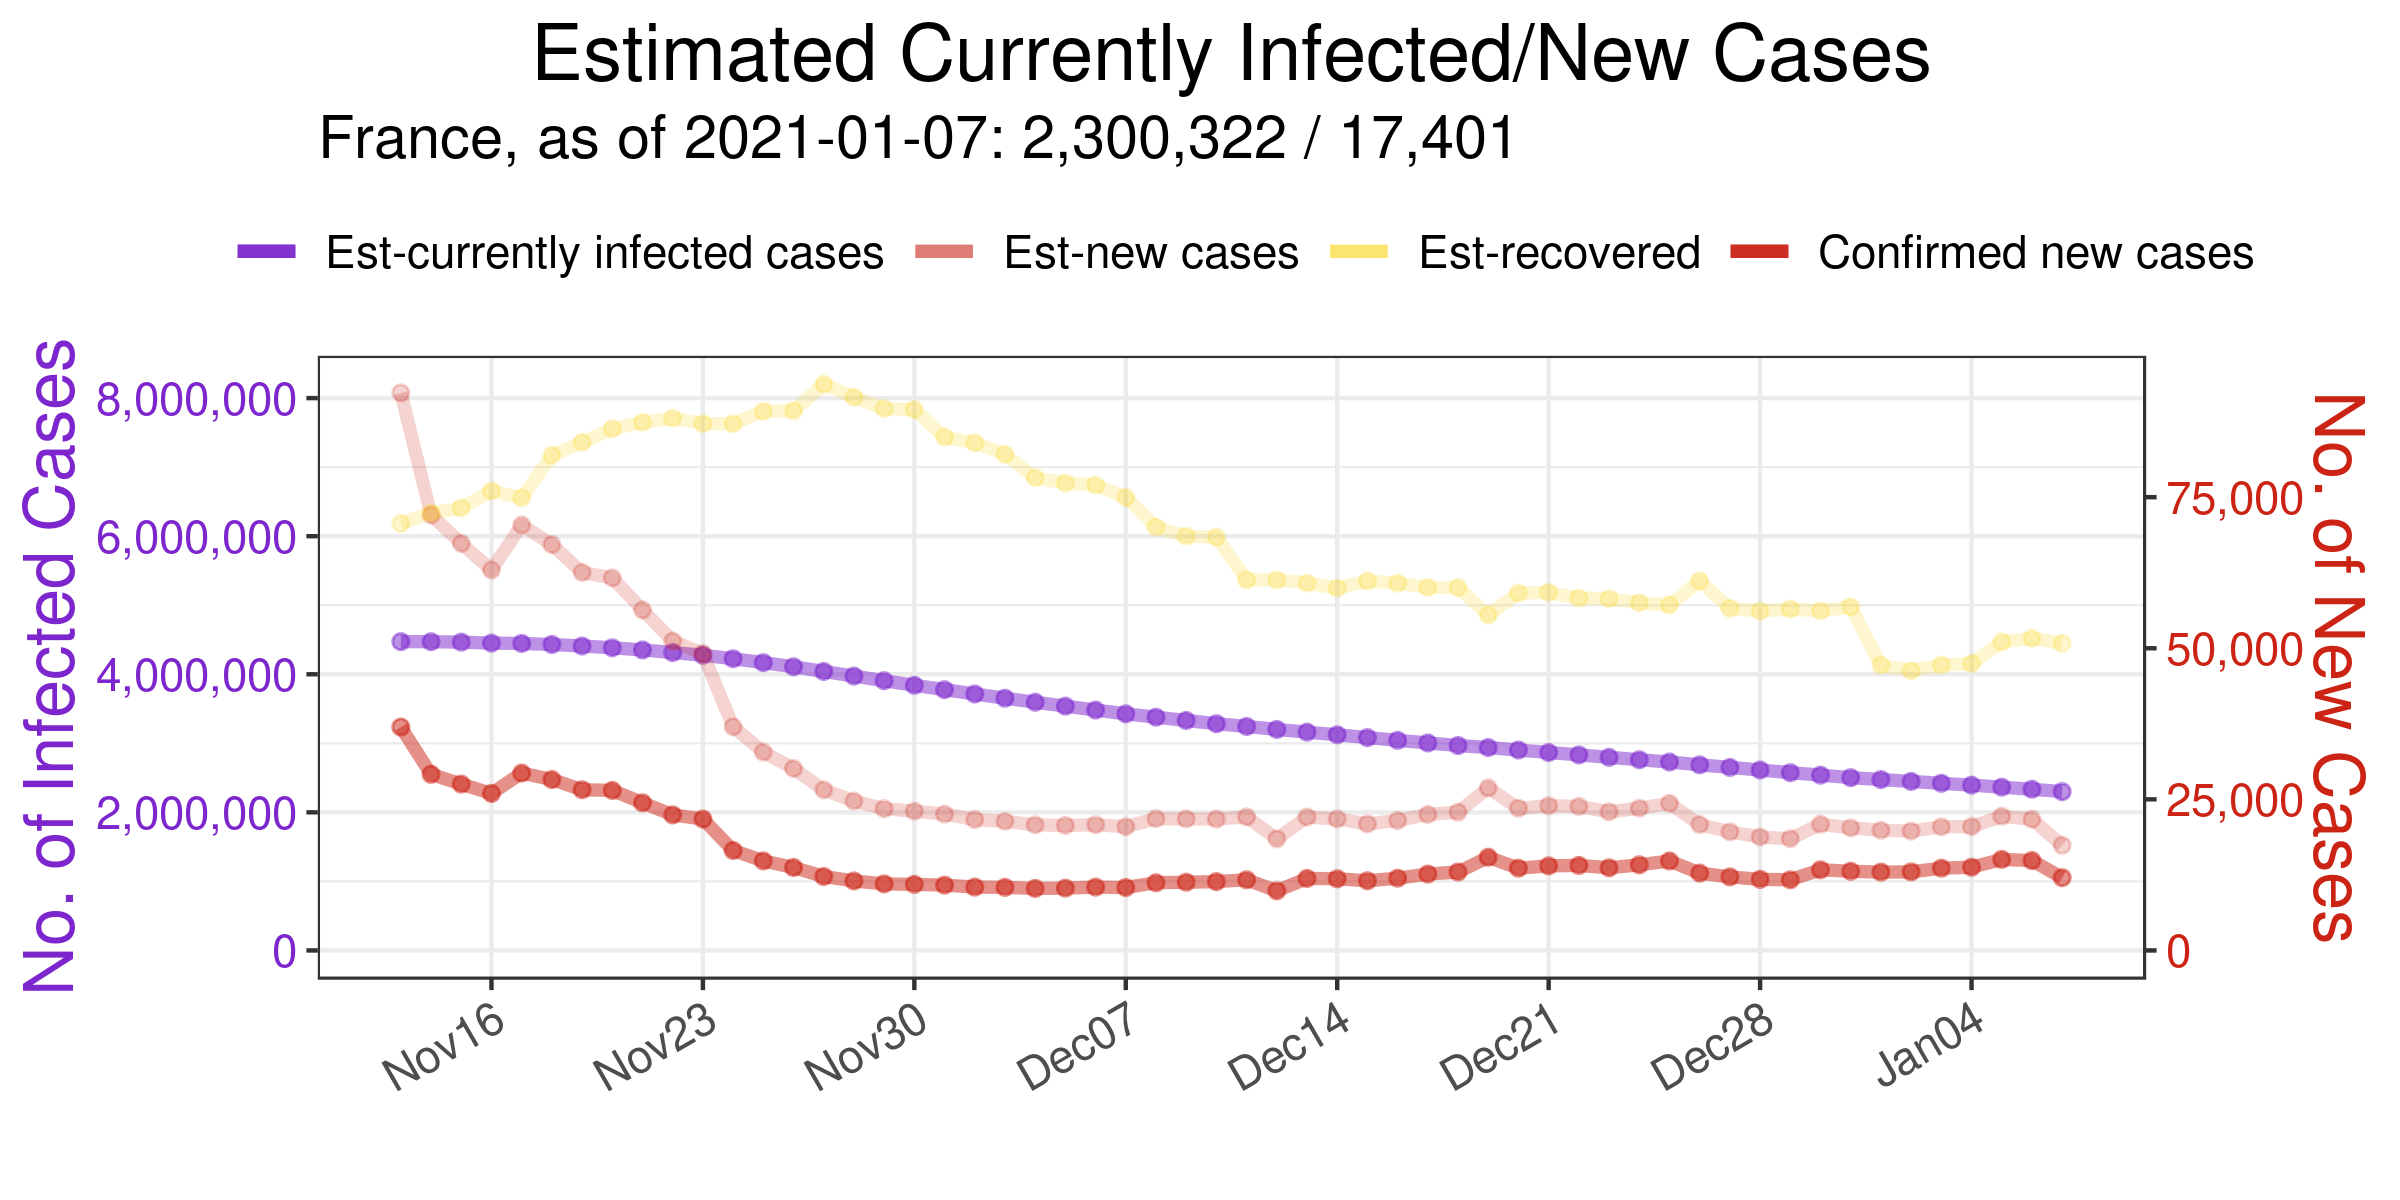 Estimated Currently Infected/New Cases
France, as of 2021-01-07: 2,300,322 / 17,401
Est-currently infected cases Est-new cases Est-recovered Confirmed new cases
No. of Infected Cases
8,000,000
6,000,000
4,000,000
2,000,000
0
75,000
50,000
25,000
0
No. of New Cases
Nov16 Nov23 Nov30 Dec07 Dec14 Dec21 Dec28 Jan04